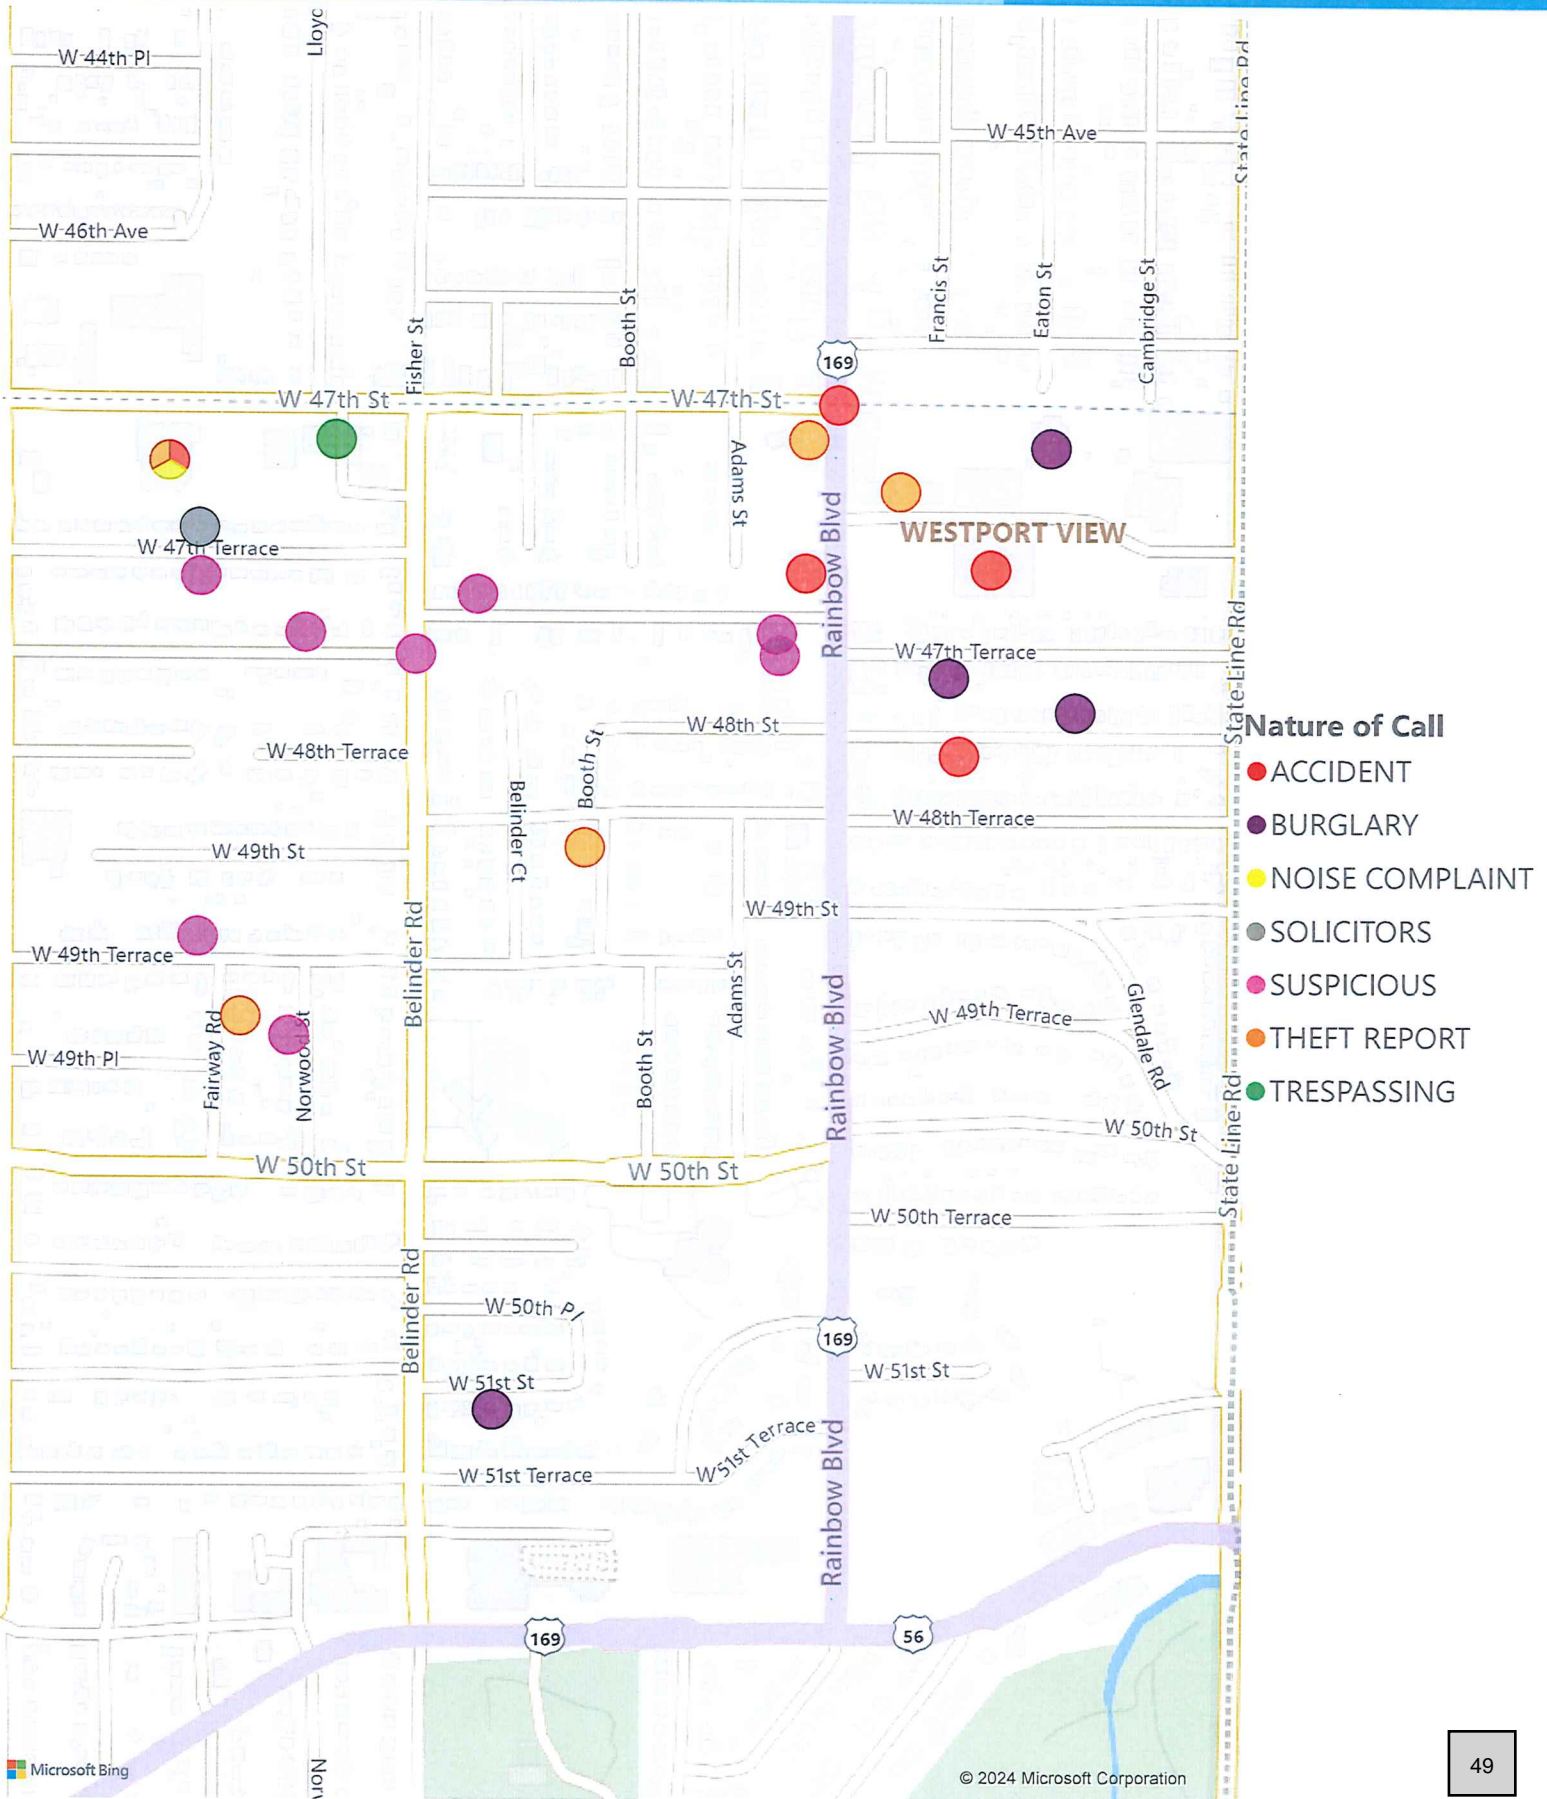 Lloyc
W 44th Pl
State Line Rd
W 45th Ave
W 46th Ave
Francis St
Eaton St
Cambridge St
Booth St
Fisher St
169
W 47th St
W 47th St
Adams St
Rainbow Blvd
WESTPORT VIEW
W 47th Terrace
State Line Rd
W 47th Terrace
W 48th St
Booth St
W 48th Terrace
Belinder Ct
W 48th Terrace
W 49th St
Belinder Rd
W 49th St
W 49th Terrace
Adams St
Rainbow Blvd
W 49th Terrace
Glendale Rd
Fairway Rd
Norwood St
W 49th Pl
Booth St
State Line Rd
W 50th St
W 50th St
W 50th St
W 50th Terrace
Belinder Rd
W 50th Pl
169
W 51st St
W 51st St
W 51st Terrace
W 51st Terrace
Rainbow Blvd
169
56
Nor
Microsoft Bing
© 2024 Microsoft Corporation
Nature of Call
ACCIDENT
BURGLARY
NOISE COMPLAINT
SOLICITORS
SUSPICIOUS
THEFT REPORT
TRESPASSING
49